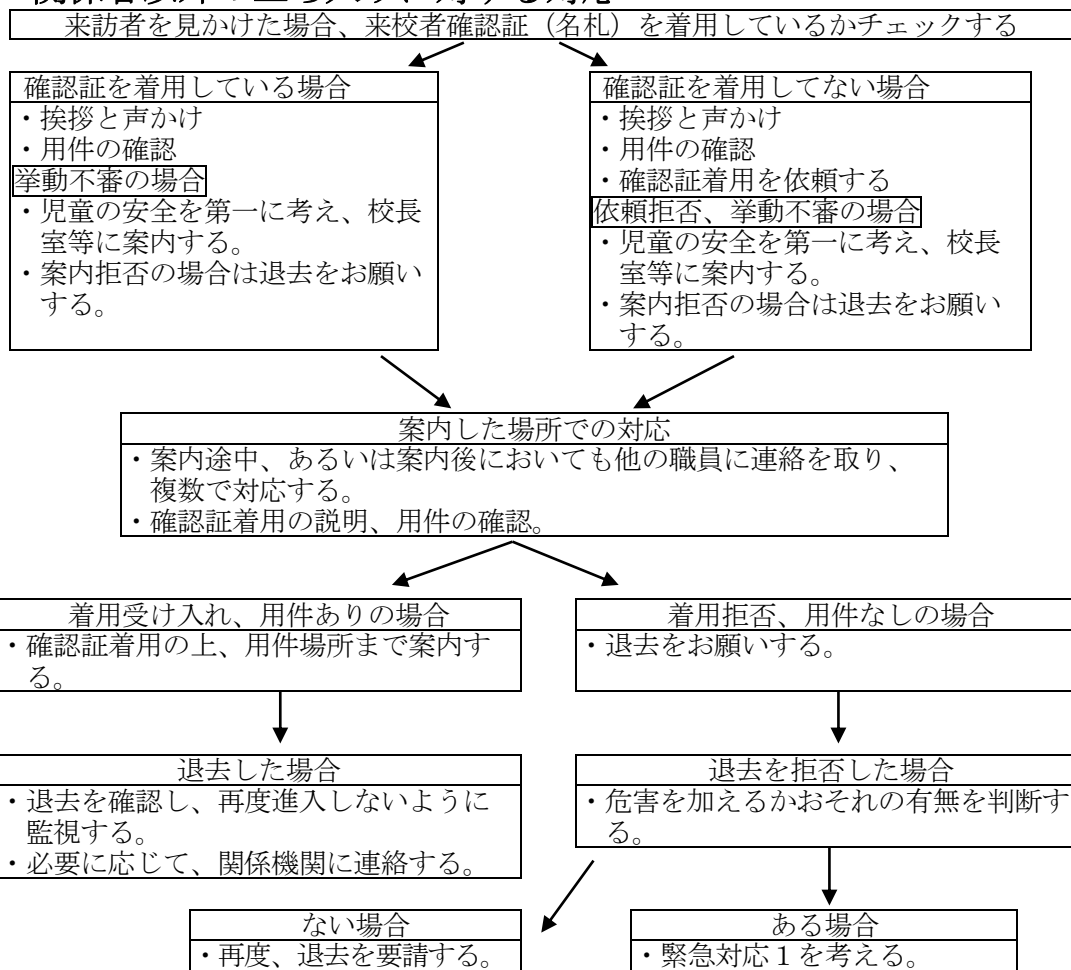 関係者以外の立ち入りに対する対応
来訪者を見かけた場合、来校者確認証（名札）を着用しているかチェックする
確認証を着用している場合
・挨拶と声かけ
・用件の確認
挙動不審の場合
・児童の安全を第一に考え、校長
室等に案内する。
・案内拒否の場合は退去をお願い
する。
確認証を着用してない場合
・挨拶と声かけ
・用件の確認
・確認証着用を依頼する
依頼拒否、挙動不審の場合
・児童の安全を第一に考え、校長
室等に案内する。
・案内拒否の場合は退去をお願い
する。
案内した場所での対応
・案内途中、あるいは案内後においても他の職員に連絡を取り、
複数で対応する。
・確認証着用の説明、用件の確認。
着用受け入れ、用件ありの場合
・確認証着用の上、用件場所まで案内す
る。
着用拒否、用件なしの場合
・退去をお願いする。
退去した場合
・退去を確認し、再度進入しないように
監視する。
・必要に応じて、関係機関に連絡する。
退去を拒否した場合
・危害を加えるかおそれの有無を判断す
る。
ない場合
・再度、退去を要請する。
ある場合
・緊急対応１を考える。